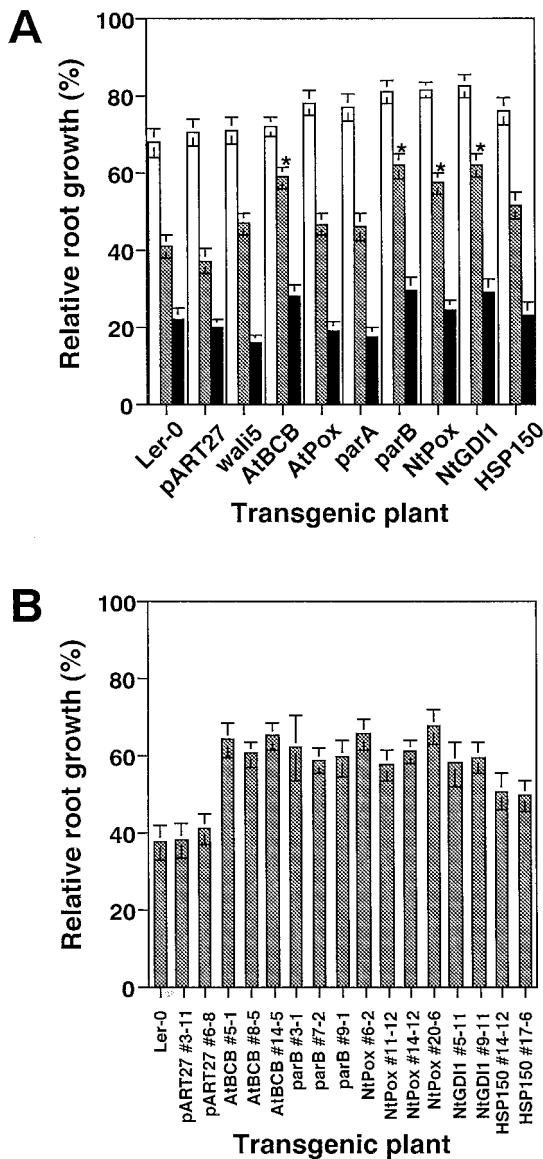 A
Relative root growth (%)
100
80
60
40
20
0
* * * *
Ler-0
pART27
wali5
AtBCB
AtPox
parA
parB
NtPox
NtGDI1
HSP150
Transgenic plant
B
Relative root growth (%)
100
80
60
40
20
0
Ler-0
pART27 #3-11
pART27 #6-8
AtBCB #5-1
AtBCB #8-5
AtBCB #14-5
parB #3-1
parB #7-2
parB #9-1
NtPox #6-2
NtPox #11-12
NtPox #14-12
NtPox #20-6
NtGDI1 #5-11
NtGDI1 #9-11
HSP150 #14-12
HSP150 #17-6
Transgenic plant